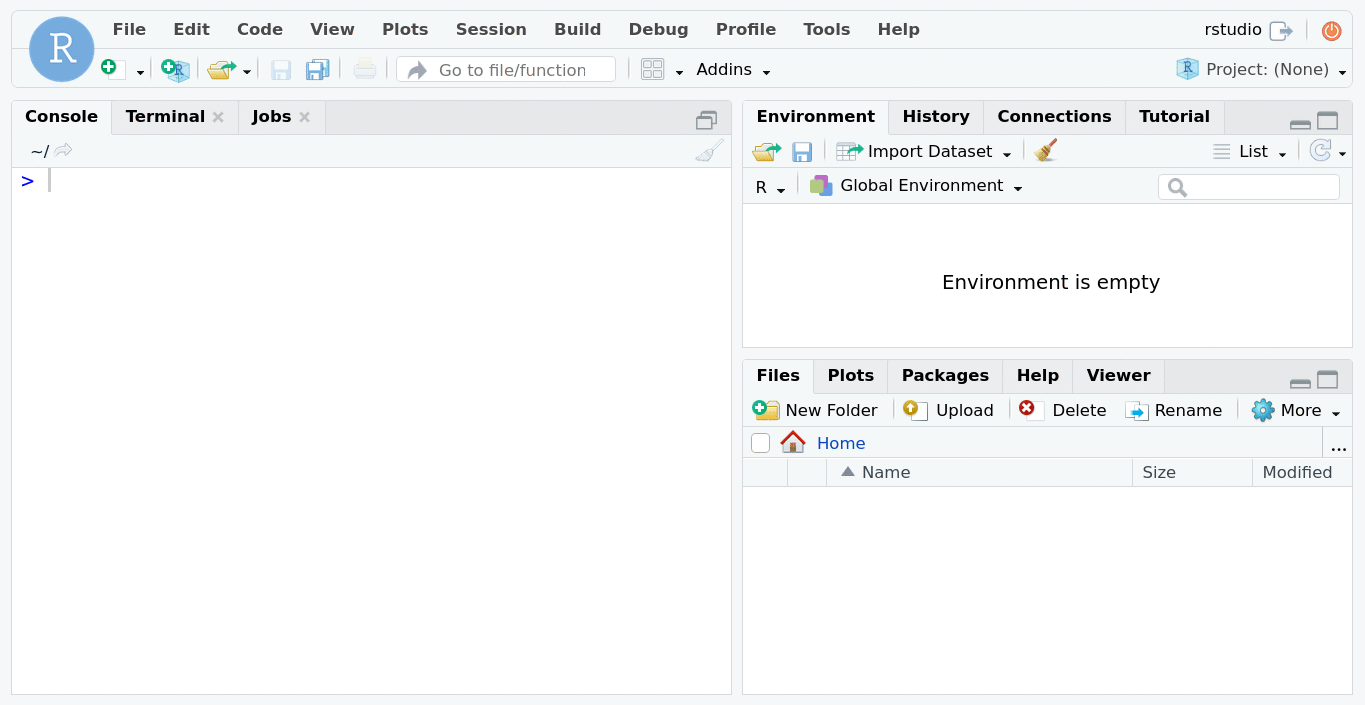 R
File Edit Code View Plots Session Build Debug Profile Tools Help rstudio
R Go to file/function Addins R Project: (None)
Console Terminal Jobs
~/
>
Environment History Connections Tutorial
Import Dataset List
R Global Environment
Environment is empty
Files Plots Packages Help Viewer
New Folder Upload Delete Rename More
Home ...
Name Size Modified